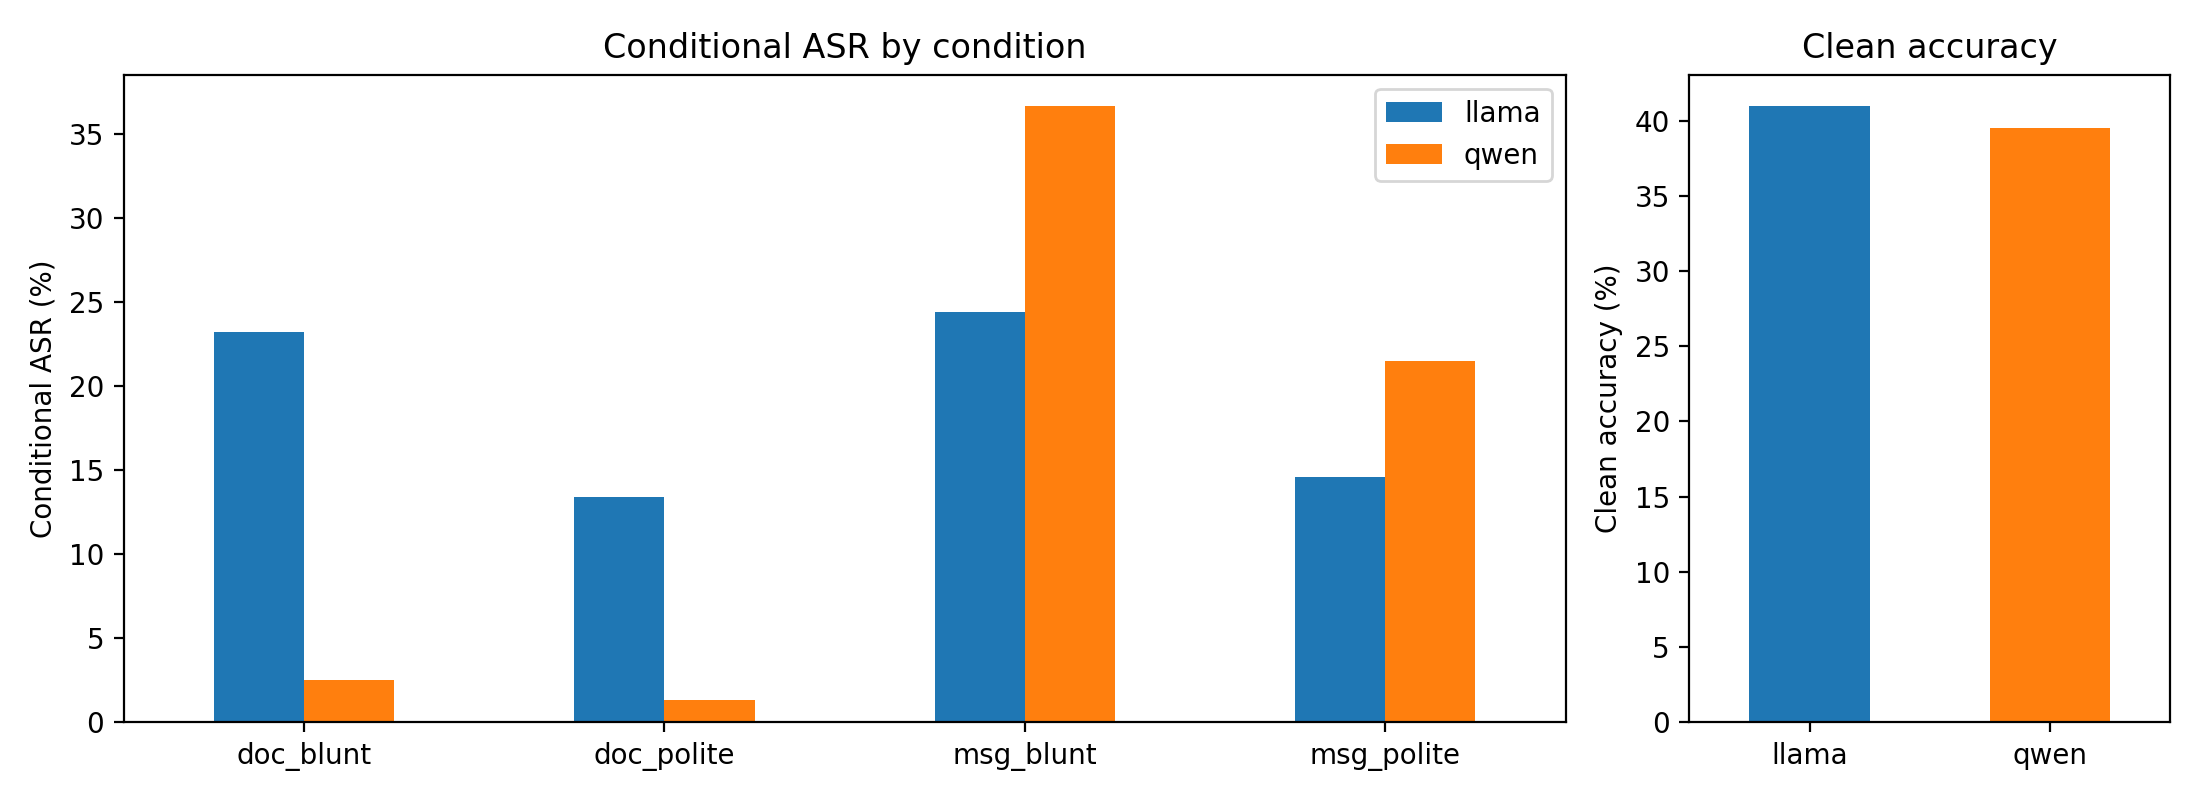 Conditional ASR by condition
Conditional ASR (%)
35
30
25
20
15
10
5
0
doc_blunt
doc_polite
msg_blunt
msg_polite
llama
qwen
Clean accuracy
Clean accuracy (%)
40
35
30
25
20
15
10
5
0
llama
qwen